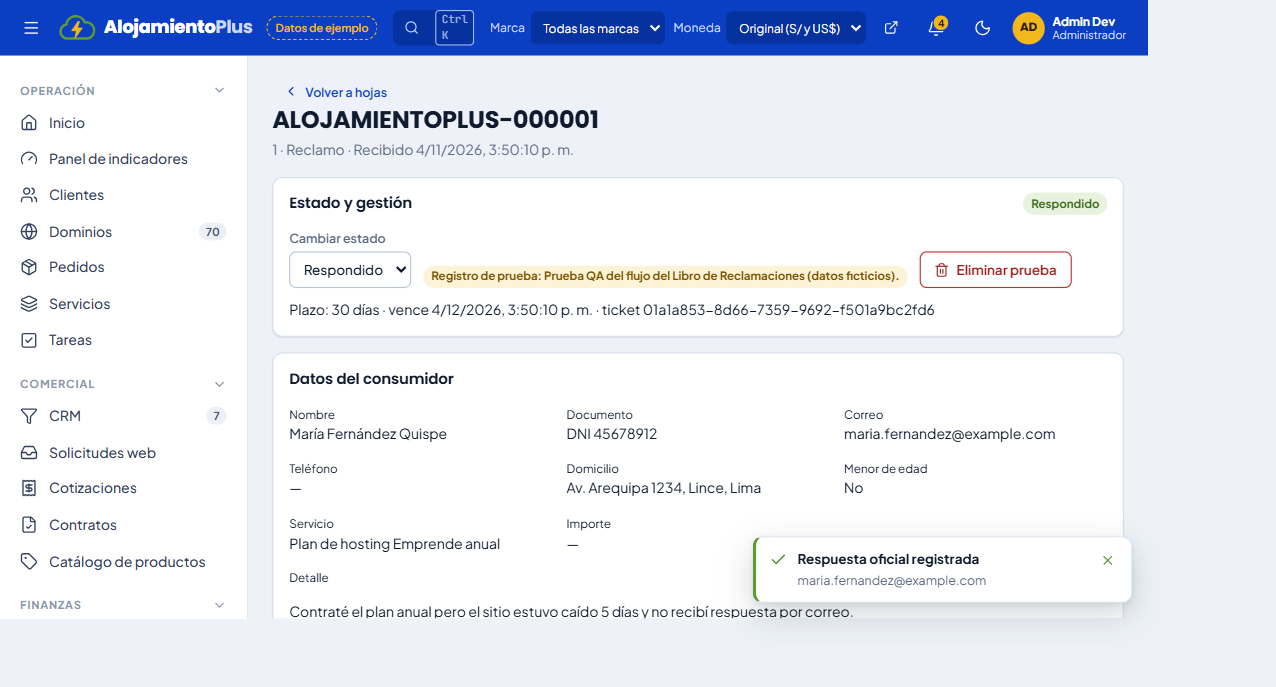 AlojamientoPlus
Datos de ejemplo
Ctrl K
Marca
Todas las marcas
Moneda
Original (S/ y US$)
4
AD
Admin Dev
Administrador
OPERACIÓN
Inicio
Panel de indicadores
Clientes
Dominios 70
Pedidos
Servicios
Tareas
COMERCIAL
CRM 7
Solicitudes web
Cotizaciones
Contratos
Catálogo de productos
FINANZAS
Volver a hojas
ALOJAMIENTOPLUS-000001
1 · Reclamo · Recibido 4/11/2026, 3:50:10 p. m.
Estado y gestión
Respondido
Cambiar estado
Respondido
Registro de prueba: Prueba QA del flujo del Libro de Reclamaciones (datos ficticios).
Eliminar prueba
Plazo: 30 días · vence 4/12/2026, 3:50:10 p. m. · ticket 01a1a853-8d66-7359-9692-f501a9bc2fd6
Datos del consumidor
Nombre
María Fernández Quispe
Documento
DNI 45678912
Correo
maria.fernandez@example.com
Teléfono
—
Domicilio
Av. Arequipa 1234, Lince, Lima
Menor de edad
No
Servicio
Plan de hosting Emprende anual
Importe
—
Detalle
Contraté el plan anual pero el sitio estuvo caído 5 días y no recibí respuesta por correo.
Respuesta oficial registrada
maria.fernandez@example.com